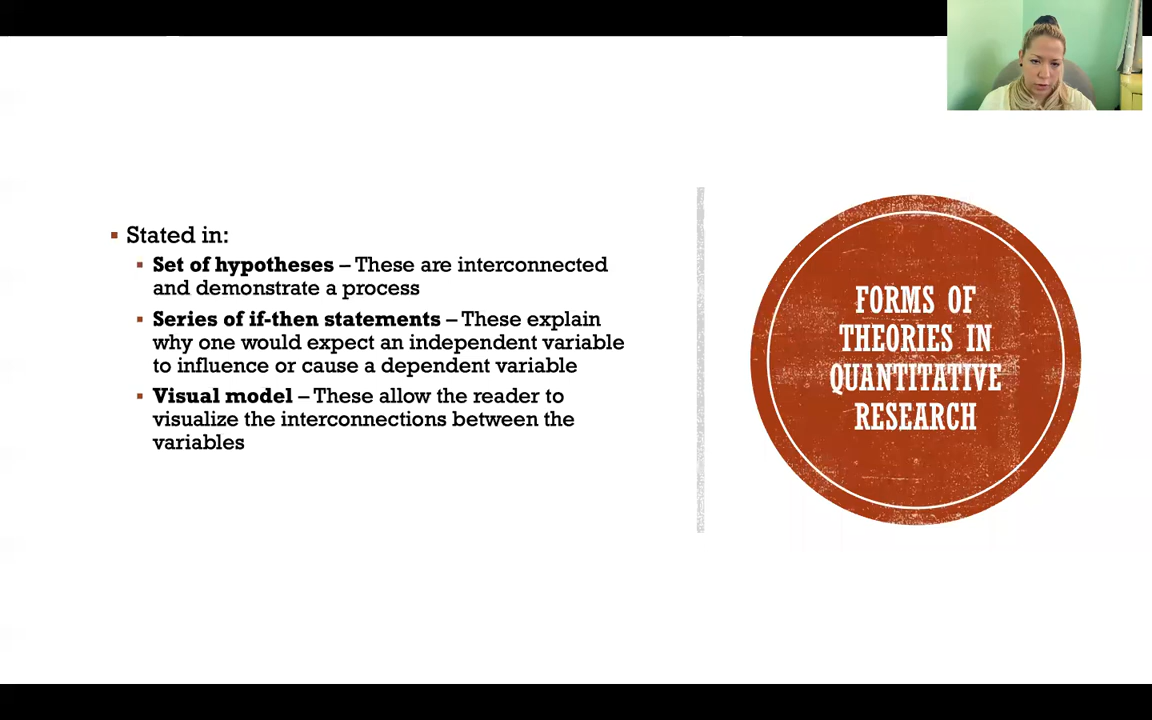 ▪ Stated in:
▪ Set of hypotheses – These are interconnected
and demonstrate a process
▪ Series of if-then statements – These explain
why one would expect an independent variable
to influence or cause a dependent variable
▪ Visual model – These allow the reader to
visualize the interconnections between the
variables
FORMS OF
THEORIES IN
QUANTITATIVE
RESEARCH